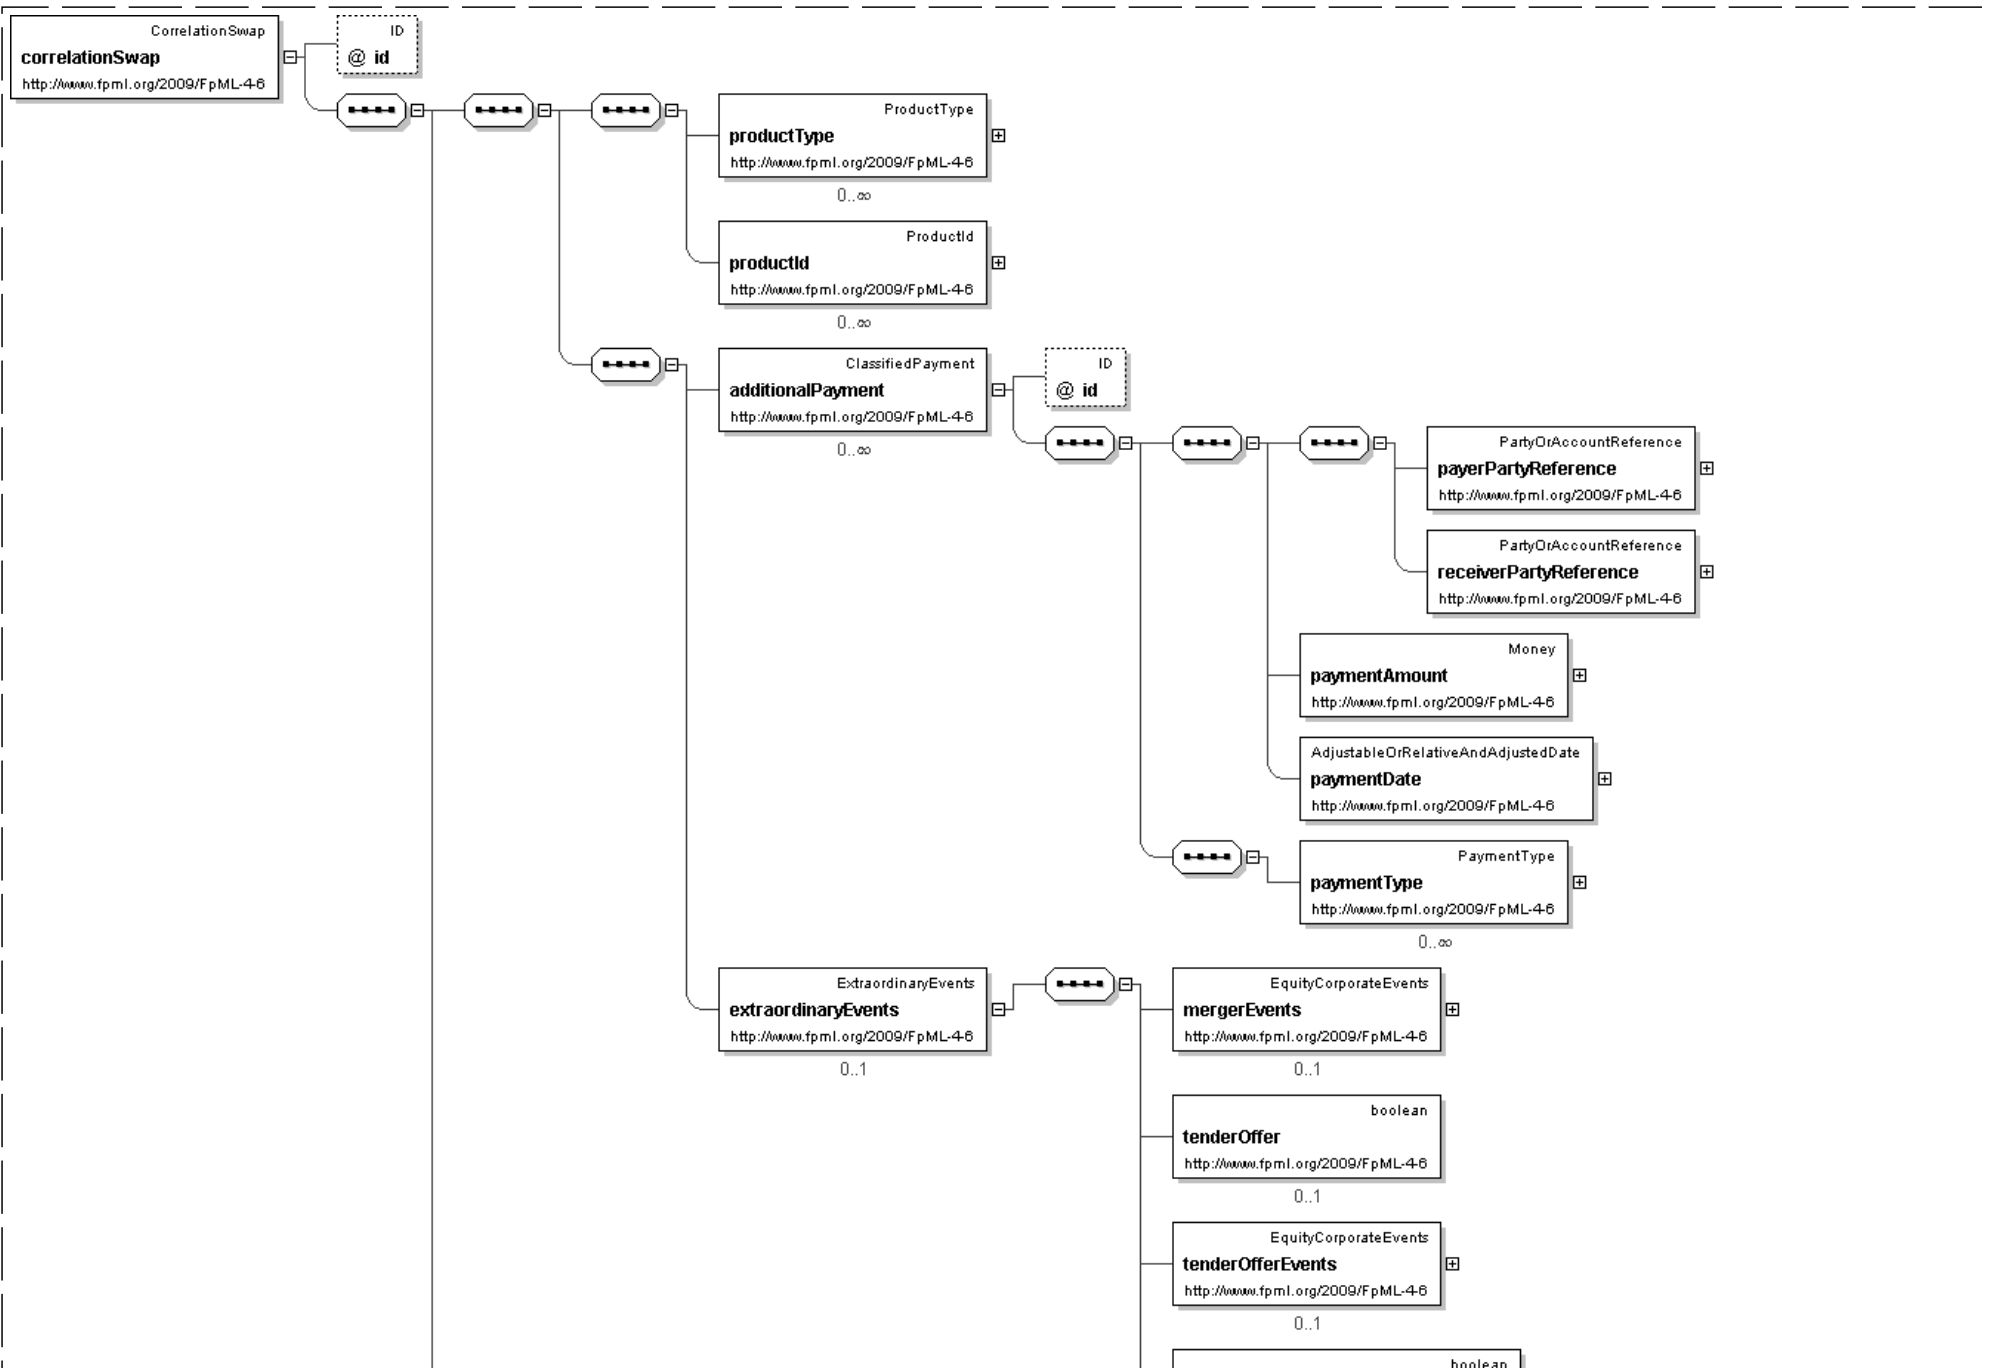 CorrelationSwap
correlationSwap
http://www.fpml.org/2009/FpML-4-6
ID
@ id
ProductType
productType
http://www.fpml.org/2009/FpML-4-6
0..∞
ProductId
productId
http://www.fpml.org/2009/FpML-4-6
0..∞
ClassifiedPayment
additionalPayment
http://www.fpml.org/2009/FpML-4-6
0..∞
ID
@ id
PartyOrAccountReference
payerPartyReference
http://www.fpml.org/2009/FpML-4-6
PartyOrAccountReference
receiverPartyReference
http://www.fpml.org/2009/FpML-4-6
Money
paymentAmount
http://www.fpml.org/2009/FpML-4-6
AdjustableOrRelativeAndAdjustedDate
paymentDate
http://www.fpml.org/2009/FpML-4-6
PaymentType
paymentType
http://www.fpml.org/2009/FpML-4-6
0..∞
ExtraordinaryEvents
extraordinaryEvents
http://www.fpml.org/2009/FpML-4-6
0..1
EquityCorporateEvents
mergerEvents
http://www.fpml.org/2009/FpML-4-6
0..1
boolean
tenderOffer
http://www.fpml.org/2009/FpML-4-6
0..1
EquityCorporateEvents
tenderOfferEvents
http://www.fpml.org/2009/FpML-4-6
0..1
boolean